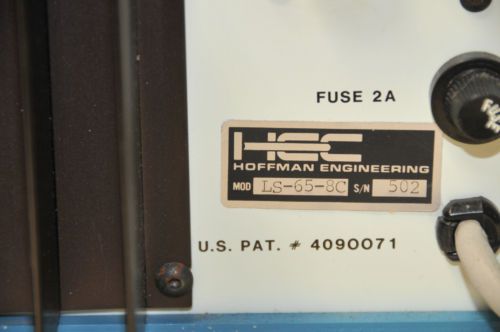 FUSE 2A
HEC
HOFFMAN ENGINEERING
MOD LS-65-8C S/N 502
U.S. PAT. # 4090071